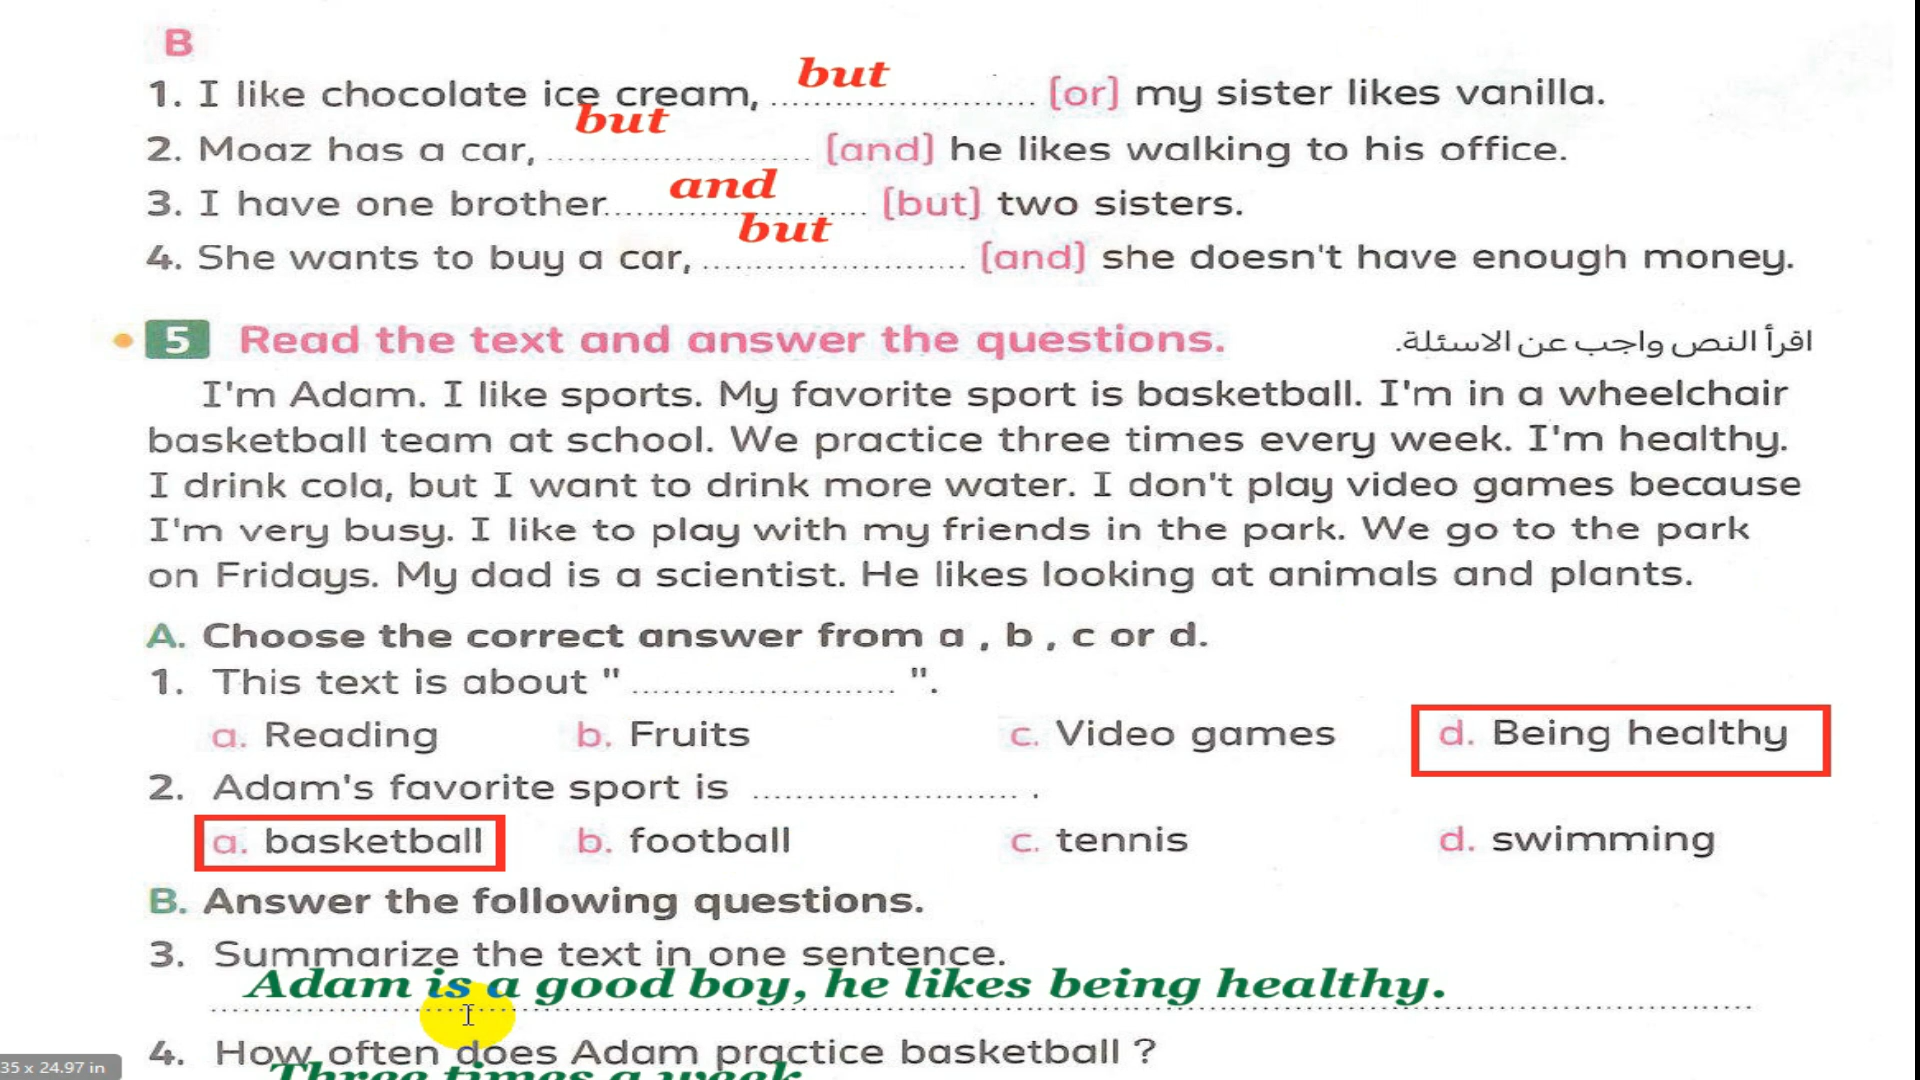 B
but
1. I like chocolate ice cream, .......................... [or] my sister likes vanilla.
but
2. Moaz has a car, .......................... [and] he likes walking to his office.
and
3. I have one brother.......................... [but] two sisters.
but
4. She wants to buy a car, .......................... [and] she doesn't have enough money.
5 Read the text and answer the questions. اقرأ النص واجب عن الاسئلة.
I'm Adam. I like sports. My favorite sport is basketball. I'm in a wheelchair
basketball team at school. We practice three times every week. I'm healthy.
I drink cola, but I want to drink more water. I don't play video games because
I'm very busy. I like to play with my friends in the park. We go to the park
on Fridays. My dad is a scientist. He likes looking at animals and plants.
A. Choose the correct answer from a , b , c or d.
1. This text is about " .......................... ".
a. Reading b. Fruits c. Video games d. Being healthy
2. Adam's favorite sport is .......................... .
a. basketball b. football c. tennis d. swimming
B. Answer the following questions.
3. Summarize the text in one sentence.
Adam is a good boy, he likes being healthy.
4. How often does Adam practice basketball ?
Three times a week
35 x 24.97 in